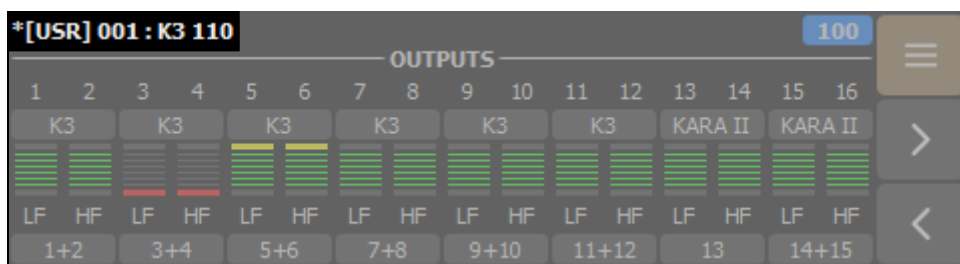 *[USR] 001 : K3 110
100
OUTPUTS
1 2 3 4 5 6 7 8 9 10 11 12 13 14 15 16
K3 K3 K3 K3 K3 K3 KARA II KARA II
LF HF LF HF LF HF LF HF LF HF LF HF LF HF LF HF
1+2 3+4 5+6 7+8 9+10 11+12 13 14+15